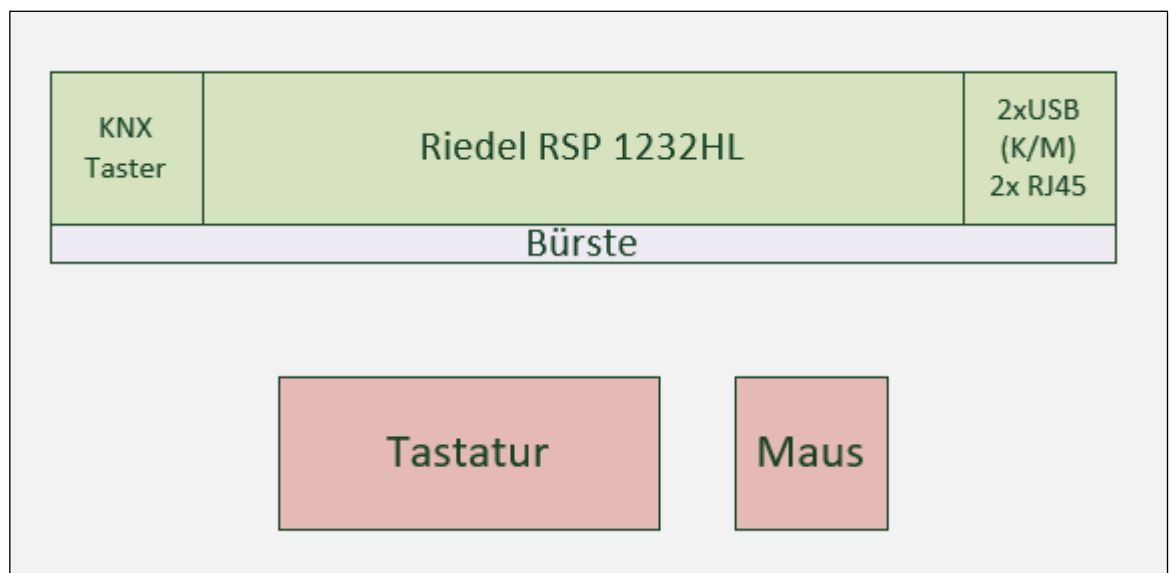 KNX
Taster
Riedel RSP 1232HL
2xUSB
(K/M)
2x RJ45
Bürste
Tastatur
Maus